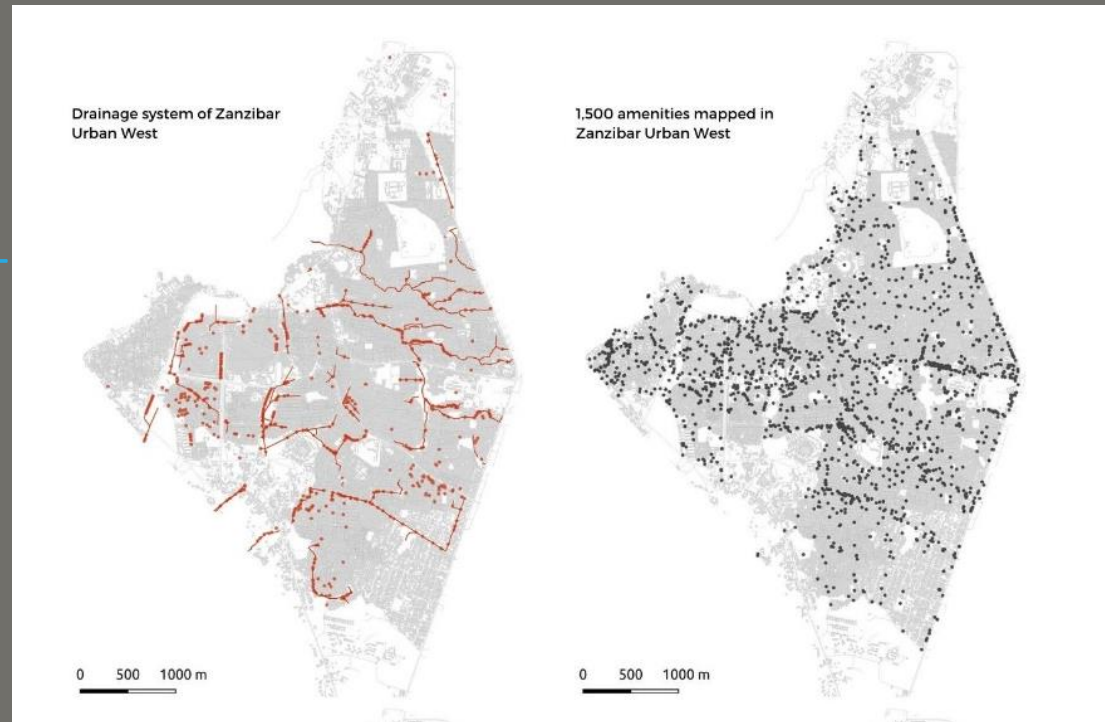 Drainage system of Zanzibar
Urban West
1,500 amenities mapped in
Zanzibar Urban West
0 500 1000 m
0 500 1000 m